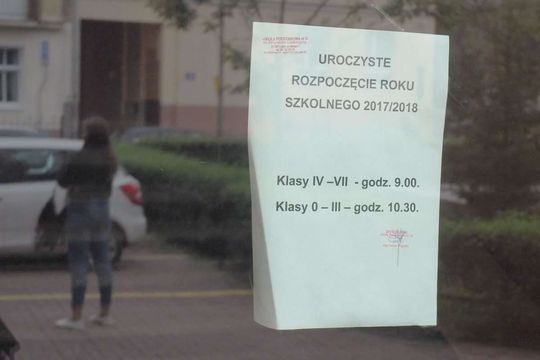 UROCZYSTE
ROZPOCZĘCIE ROKU
SZKOLNEGO 2017/2018
Klasy IV –VII - godz. 9.00.
Klasy 0 – III – godz. 10.30.